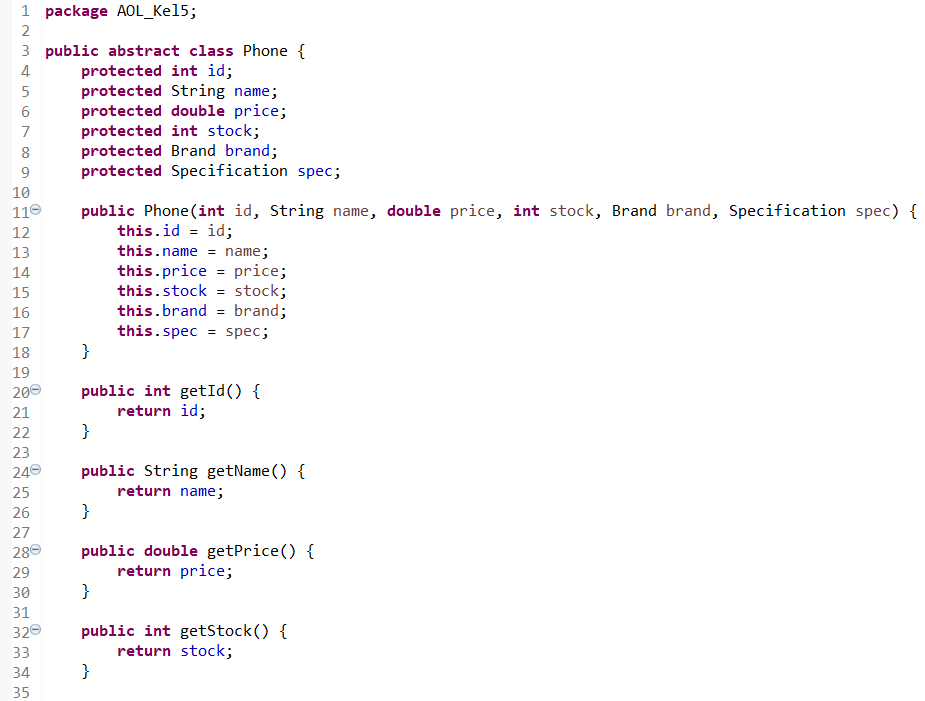 1 package AOL_Kel5;
2
3 public abstract class Phone {
4     protected int id;
5     protected String name;
6     protected double price;
7     protected int stock;
8     protected Brand brand;
9     protected Specification spec;
10
11     public Phone(int id, String name, double price, int stock, Brand brand, Specification spec) {
12         this.id = id;
13         this.name = name;
14         this.price = price;
15         this.stock = stock;
16         this.brand = brand;
17         this.spec = spec;
18     }
19
20     public int getId() {
21         return id;
22     }
23
24     public String getName() {
25         return name;
26     }
27
28     public double getPrice() {
29         return price;
30     }
31
32     public int getStock() {
33         return stock;
34     }
35